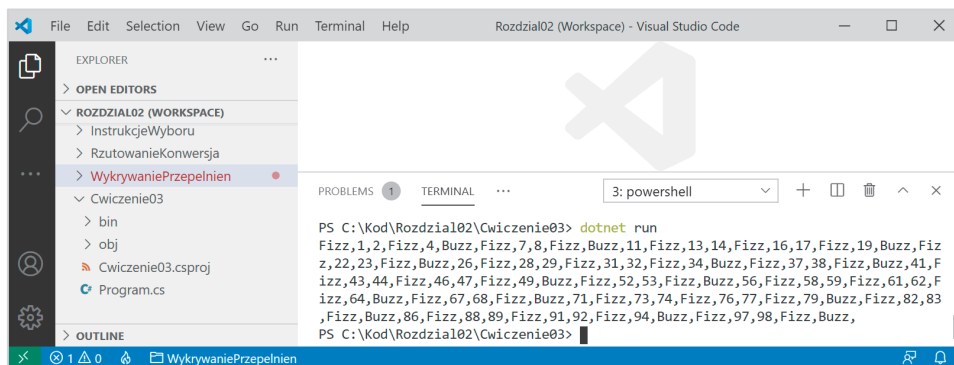 File Edit Selection View Go Run Terminal Help Rozdzial02 (Workspace) - Visual Studio Code
EXPLORER
OPEN EDITORS
ROZDZIAL02 (WORKSPACE)
InstrukcjeWyboru
RzutowanieKonwersja
WykrywaniePrzepelnien
Cwiczenie03
bin
obj
Cwiczenie03.csproj
C# Program.cs
OUTLINE
PROBLEMS 1 TERMINAL ... 3: powershell
PS C:\Kod\Rozdzial02\Cwiczenie03> dotnet run
Fizz,1,2,Fizz,4,Buzz,Fizz,7,8,Fizz,Buzz,11,Fizz,13,14,Fizz,16,17,Fizz,19,Buzz,Fiz
z,22,23,Fizz,Buzz,26,Fizz,28,29,Fizz,31,32,Fizz,34,Buzz,Fizz,37,38,Fizz,Buzz,41,F
izz,43,44,Fizz,46,47,Fizz,49,Buzz,Fizz,52,53,Fizz,Buzz,56,Fizz,58,59,Fizz,61,62,F
izz,64,Buzz,Fizz,67,68,Fizz,Buzz,71,Fizz,73,74,Fizz,76,77,Fizz,79,Buzz,Fizz,82,83
,Fizz,Buzz,86,Fizz,88,89,Fizz,91,92,Fizz,94,Buzz,Fizz,97,98,Fizz,Buzz,
PS C:\Kod\Rozdzial02\Cwiczenie03>
1 0 WykrywaniePrzepelnien